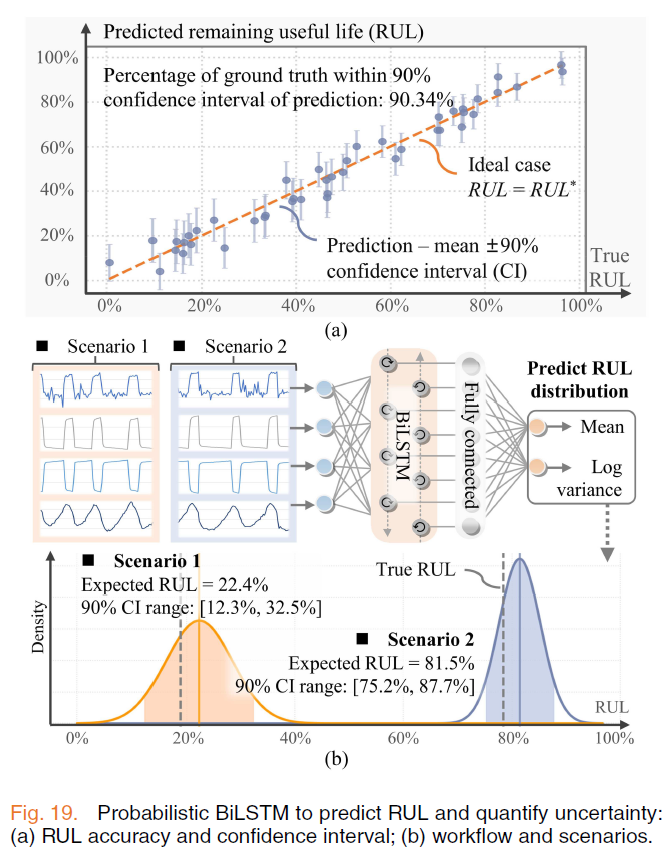 Predicted remaining useful life (RUL)
100%
80%
60%
40%
20%
0%
Percentage of ground truth within 90%
confidence interval of prediction: 90.34%
Ideal case
RUL = RUL*
Prediction – mean ±90%
confidence interval (CI)
True
RUL
0%
20%
40%
60%
80%
100%
(a)
Scenario 1
Scenario 2
BiLSTM
Fully connected
Predict RUL
distribution
Mean
Log
variance
Density
Scenario 1
Expected RUL = 22.4%
90% CI range: [12.3%, 32.5%]
True RUL
Scenario 2
Expected RUL = 81.5%
90% CI range: [75.2%, 87.7%]
RUL
0%
20%
40%
60%
80%
100%
(b)
Fig. 19. Probabilistic BiLSTM to predict RUL and quantify uncertainty:
(a) RUL accuracy and confidence interval; (b) workflow and scenarios.